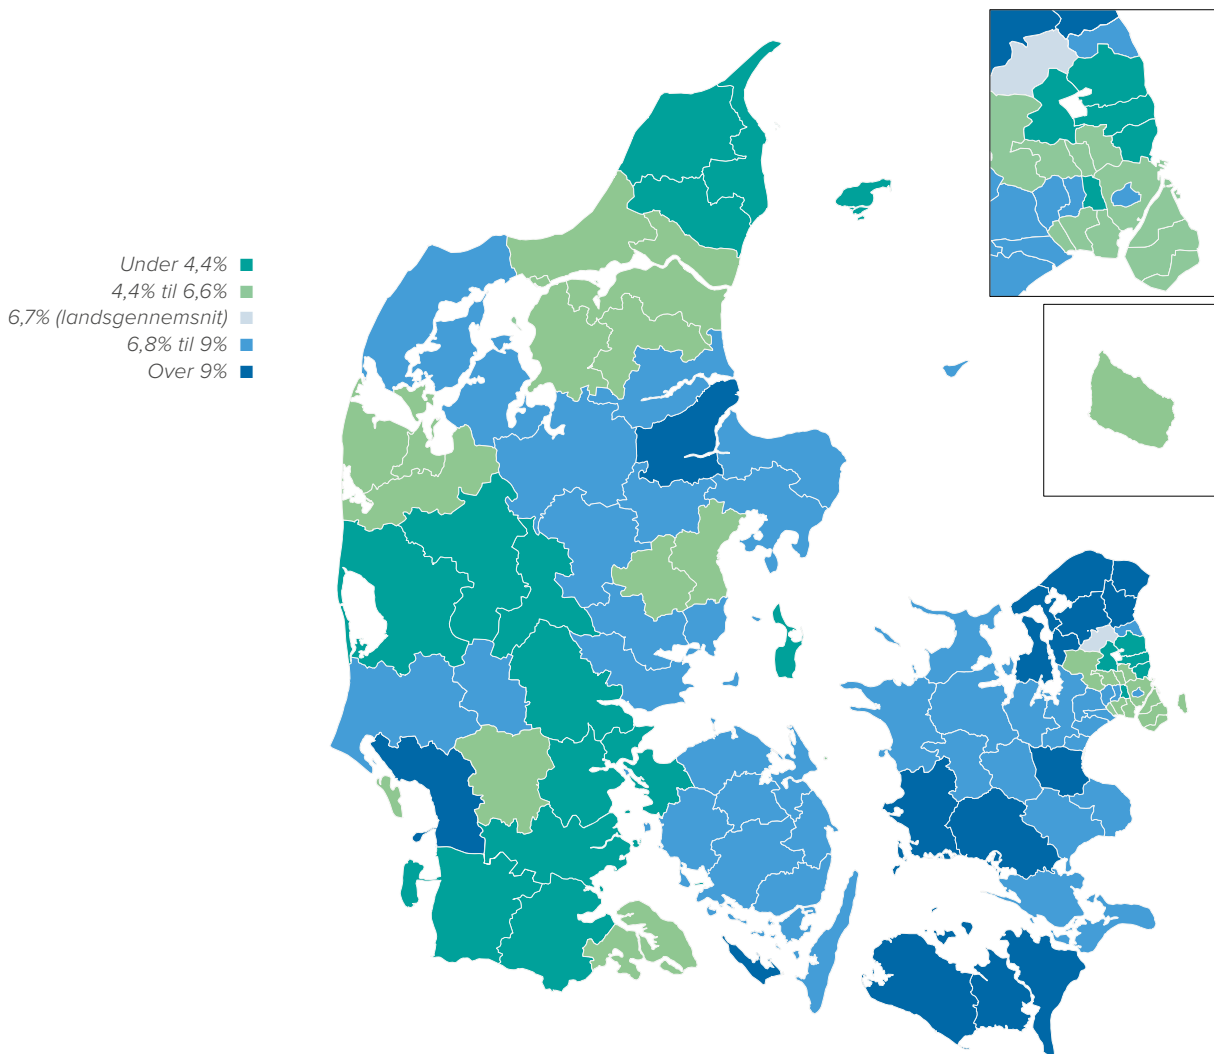 Under 4,4%
4,4% til 6,6%
6,7% (landsgennemsnit)
6,8% til 9%
Over 9%